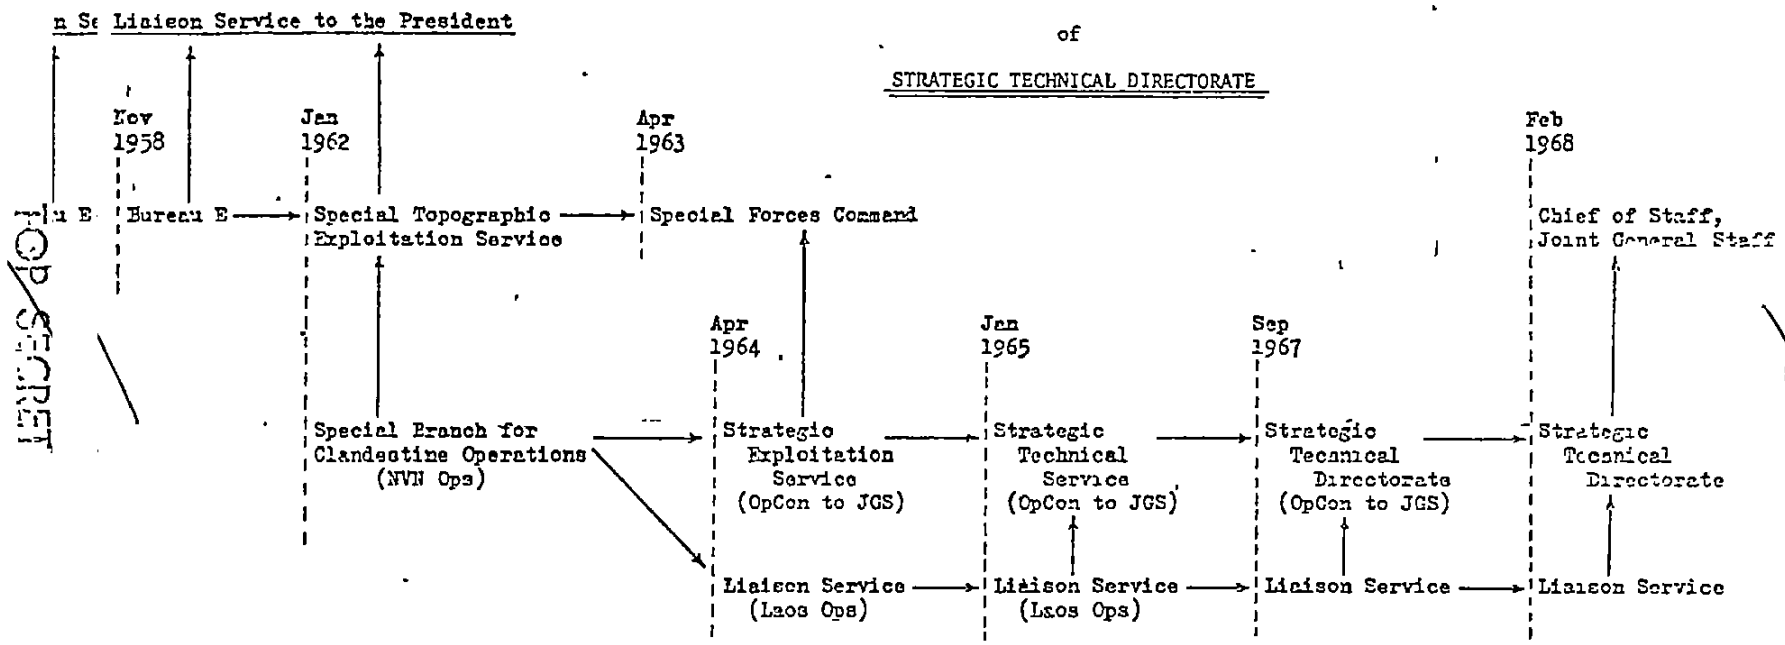 n Se Liaison Service to the President
of
STRATEGIC TECHNICAL DIRECTORATE
Nov
1958
Jan
1962
Apr
1963
Feb
1968
u E
Bureau E
Special Topographic
Exploitation Service
Special Forces Command
Chief of Staff,
Joint General Staff
TOP SECRET
Apr
1964
Jan
1965
Sep
1967
Special Branch for
Clandestine Operations
(NVN Ops)
Strategic
Exploitation
Service
(OpCon to JGS)
Strategic
Technical
Service
(OpCon to JGS)
Strategic
Technical
Directorate
(OpCon to JGS)
Strategic
Technical
Directorate
Liaison Service
(Laos Ops)
Liaison Service
(Laos Ops)
Liaison Service
Liaison Service